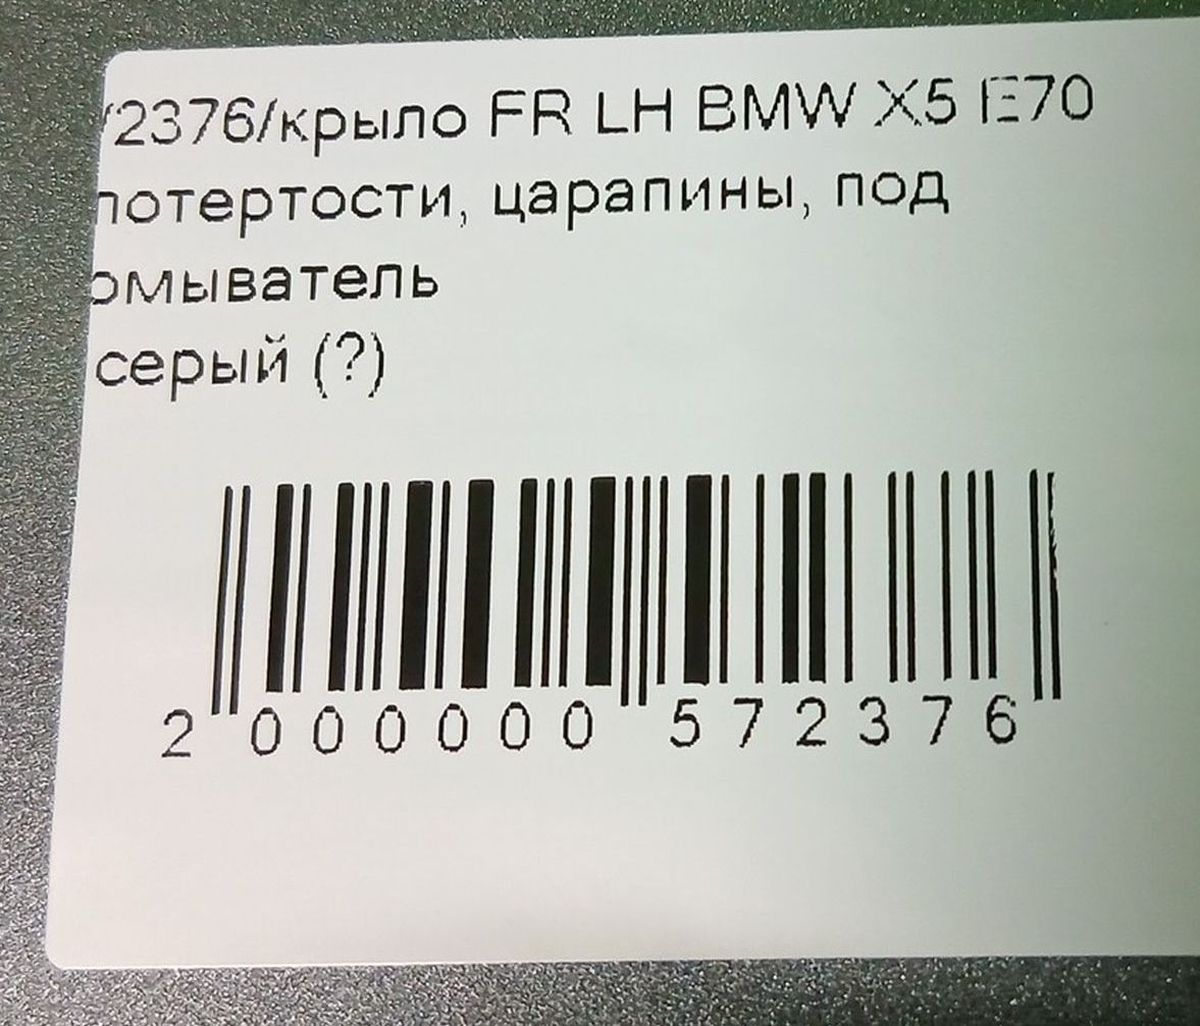 2376/крыло FR LH BMW X5 E70
потертости, царапины, под
омыватель
серый (?)
2 000000 572376